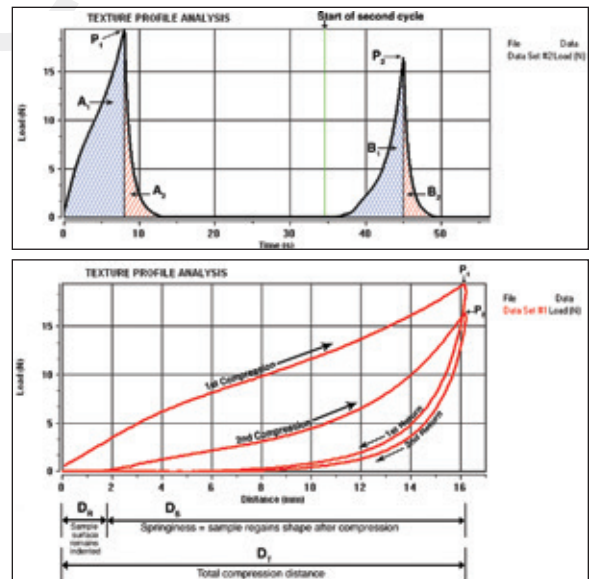 TEXTURE PROFILE ANALYSIS
Start of second cycle
File Data
Data Set #2 Load (N)
P1
P2
A1
A2
B1
B2
Load (N)
15
10
5
0
0 10 20 30 40 50
Time (s)
TEXTURE PROFILE ANALYSIS
P1
P2
File Data
Data Set #1 Load (N)
1st Compression
2nd Compression
1st Return
2nd Return
Load (N)
15
10
5
0
0 2 4 6 8 10 12 14 16
Distance (mm)
DR
DS
Sample surface remains indented
Springiness = sample regains shape after compression
DT
Total compression distance